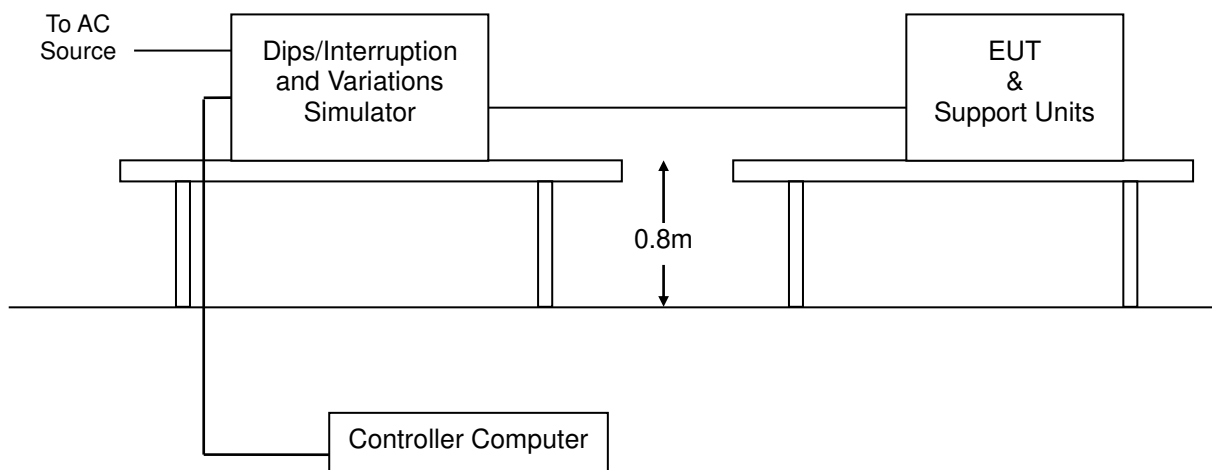 To AC
Source
Dips/Interruption
and Variations
Simulator
EUT
&
Support Units
0.8m
Controller Computer